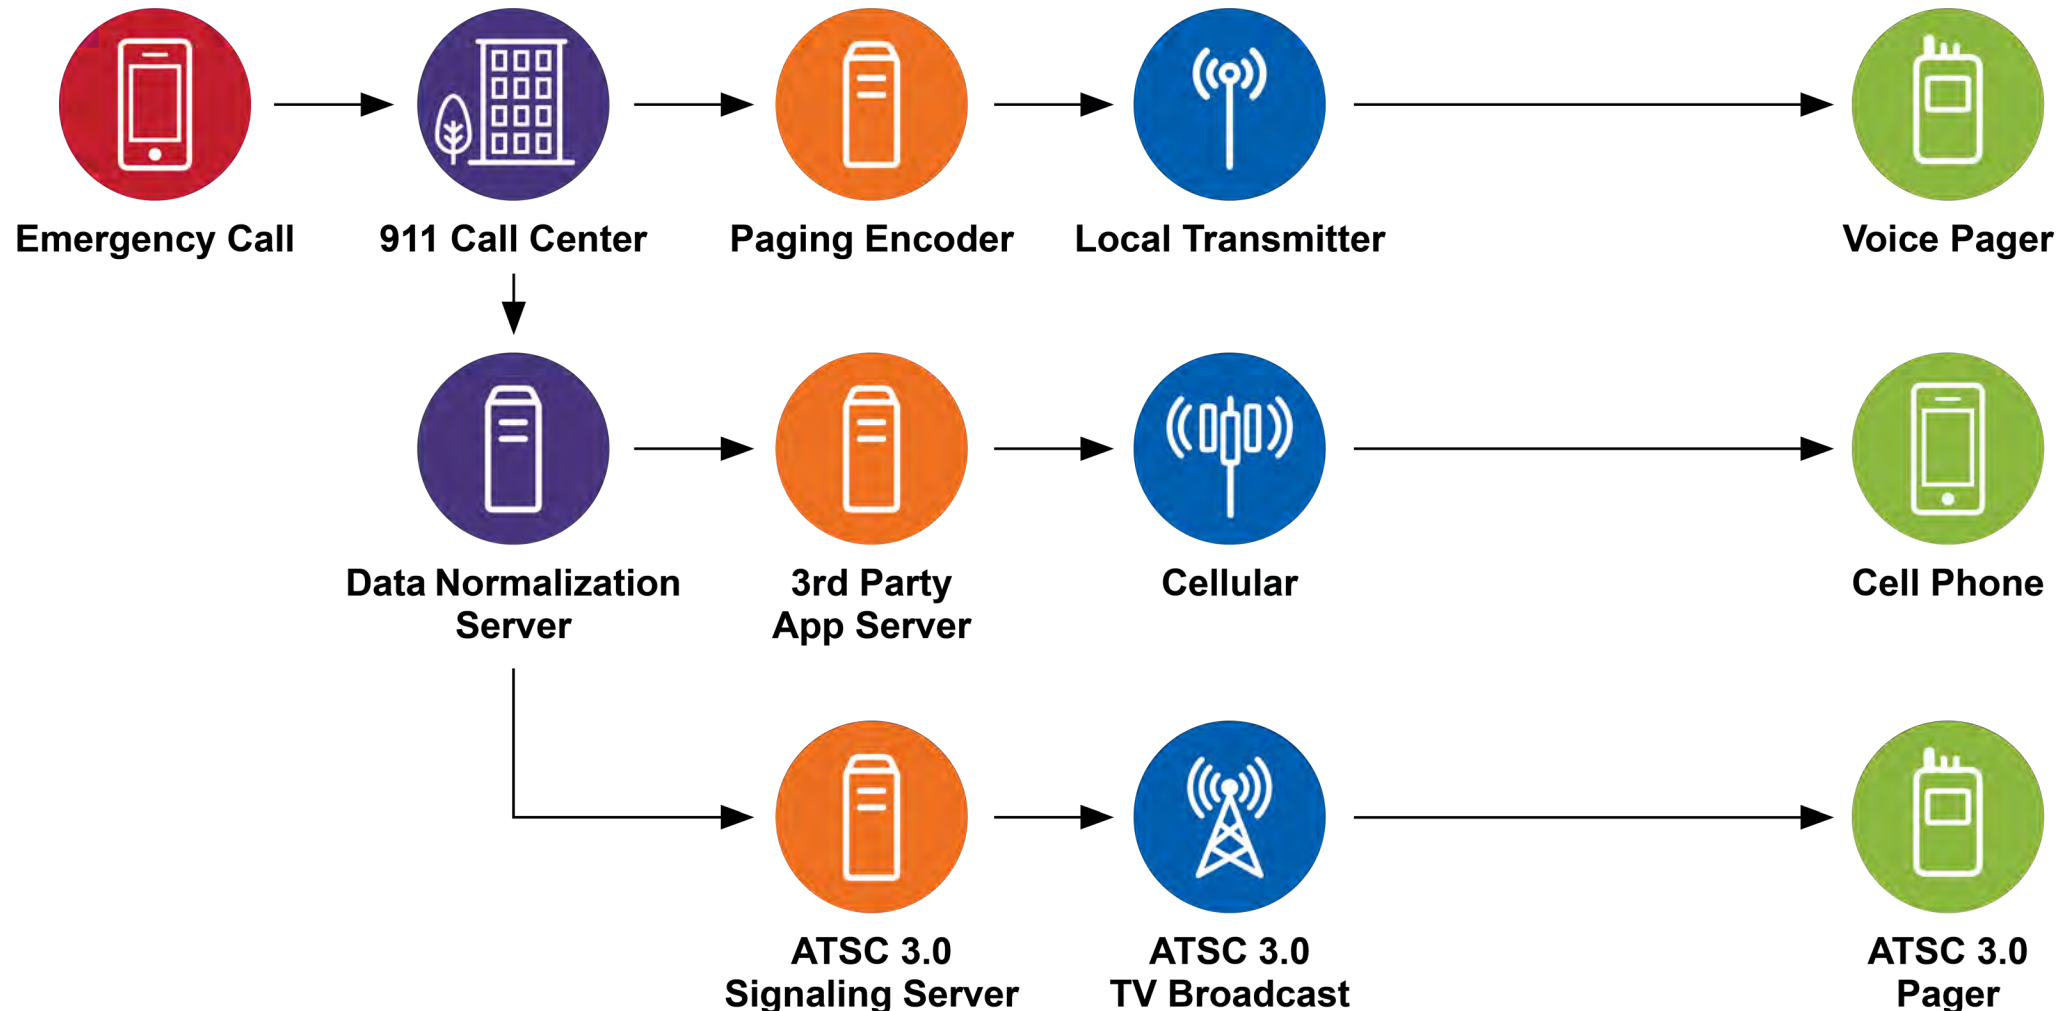 Emergency Call
911 Call Center
Paging Encoder
Local Transmitter
Voice Pager
Data Normalization
Server
3rd Party
App Server
Cellular
Cell Phone
ATSC 3.0
Signaling Server
ATSC 3.0
TV Broadcast
ATSC 3.0
Pager